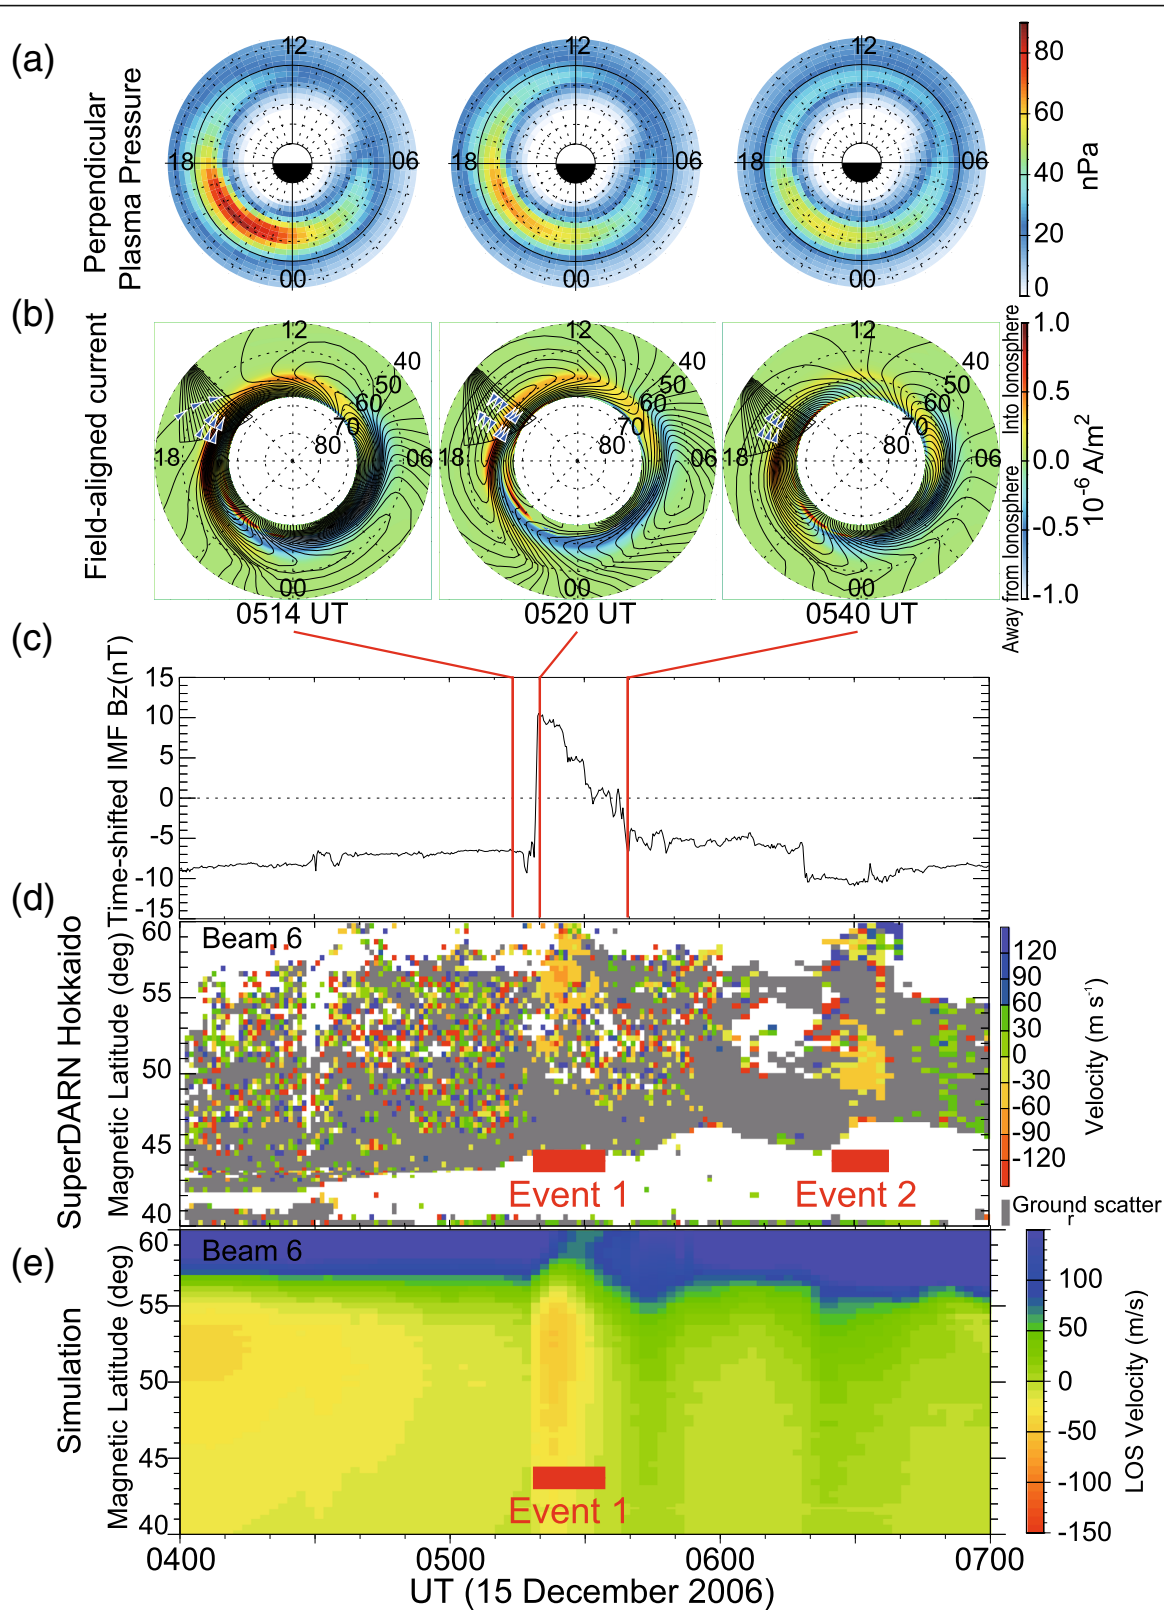 (a)
Perpendicular
Plasma Pressure
12
18
06
00
12
18
06
00
12
18
06
00
80
60
40
20
0
nPa
(b)
Field-aligned current
12
40
50
60
70
80
18
06
00
12
40
50
60
70
80
18
06
00
12
40
50
60
70
80
18
06
00
1.0
0.5
0.0
-0.5
-1.0
Into Ionosphere
Away from Ionosphere
10-6 A/m2
0514 UT
0520 UT
0540 UT
(c)
Time-shifted IMF Bz(nT)
15
10
5
0
-5
-10
-15
(d)
SuperDARN Hokkaido
Magnetic Latitude (deg)
60
55
50
45
40
Beam 6
Event 1
Event 2
120
90
60
30
0
-30
-60
-90
-120
Velocity (m s-1)
Ground scatter
r
(e)
Simulation
Magnetic Latitude (deg)
60
55
50
45
40
Beam 6
Event 1
100
50
0
-50
-100
-150
LOS Velocity (m/s)
0400
0500
0600
0700
UT (15 December 2006)